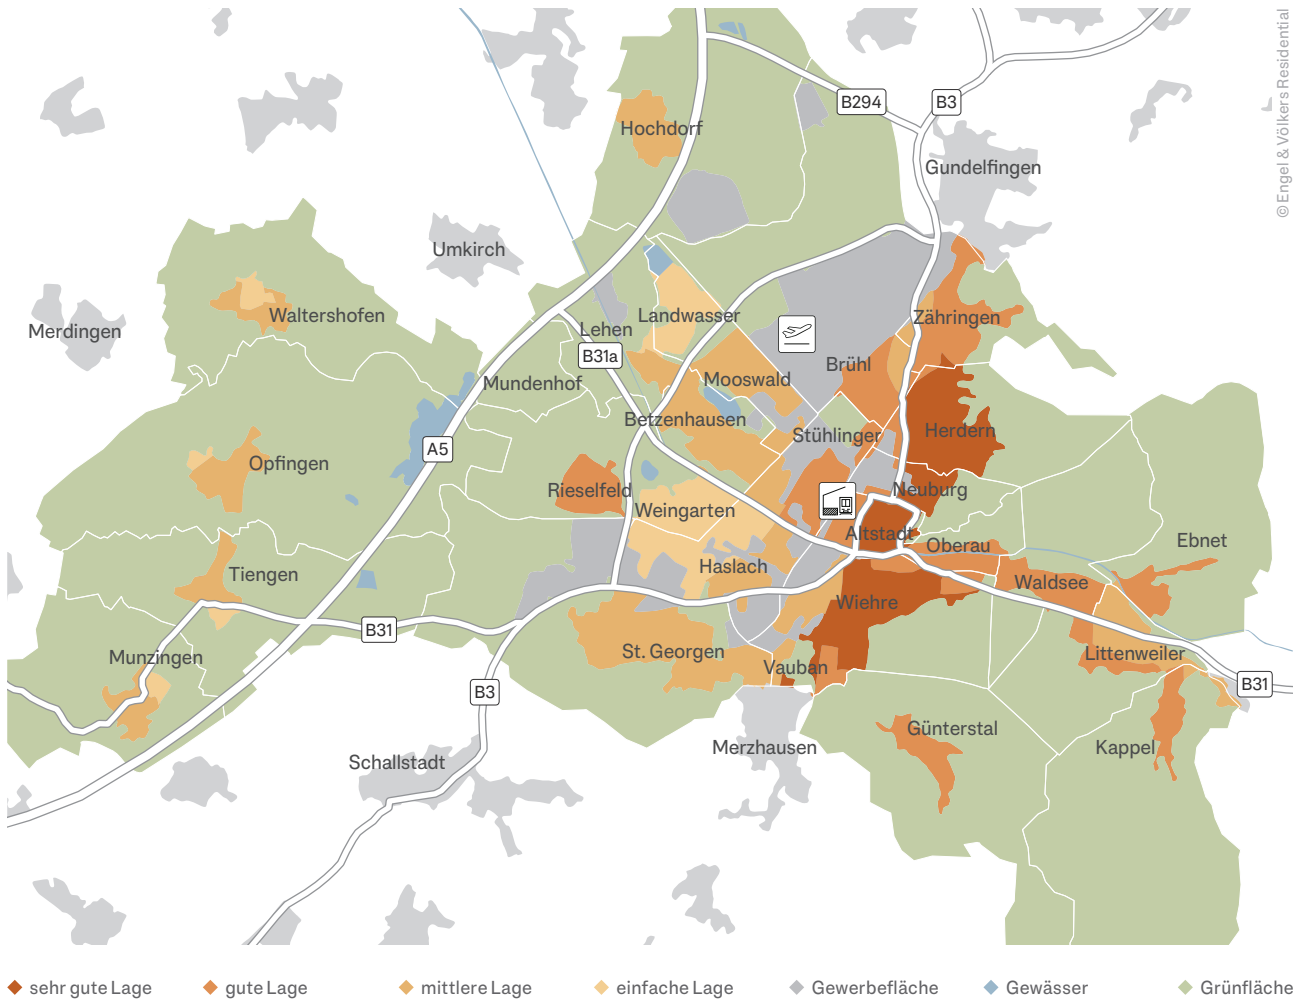 © Engel & Völkers Residential
B294
B3
Hochdorf
Gundelfingen
Umkirch
Waltershofen
Merdingen
Landwasser
Lehen
Zähringen
B31a
Brühl
Mundenhof
Mooswald
Betzenhausen
Stühlinger
Herdern
A5
Opfingen
Rieselfeld
Neuburg
Weingarten
Altstadt
Oberau
Ebnet
Haslach
Tiengen
Waldsee
Wiehre
B31
Munzingen
St. Georgen
Vauban
Littenweiler
B3
B31
Günterstal
Merzhausen
Kappel
Schallstadt
sehr gute Lage
gute Lage
mittlere Lage
einfache Lage
Gewerbefläche
Gewässer
Grünfläche